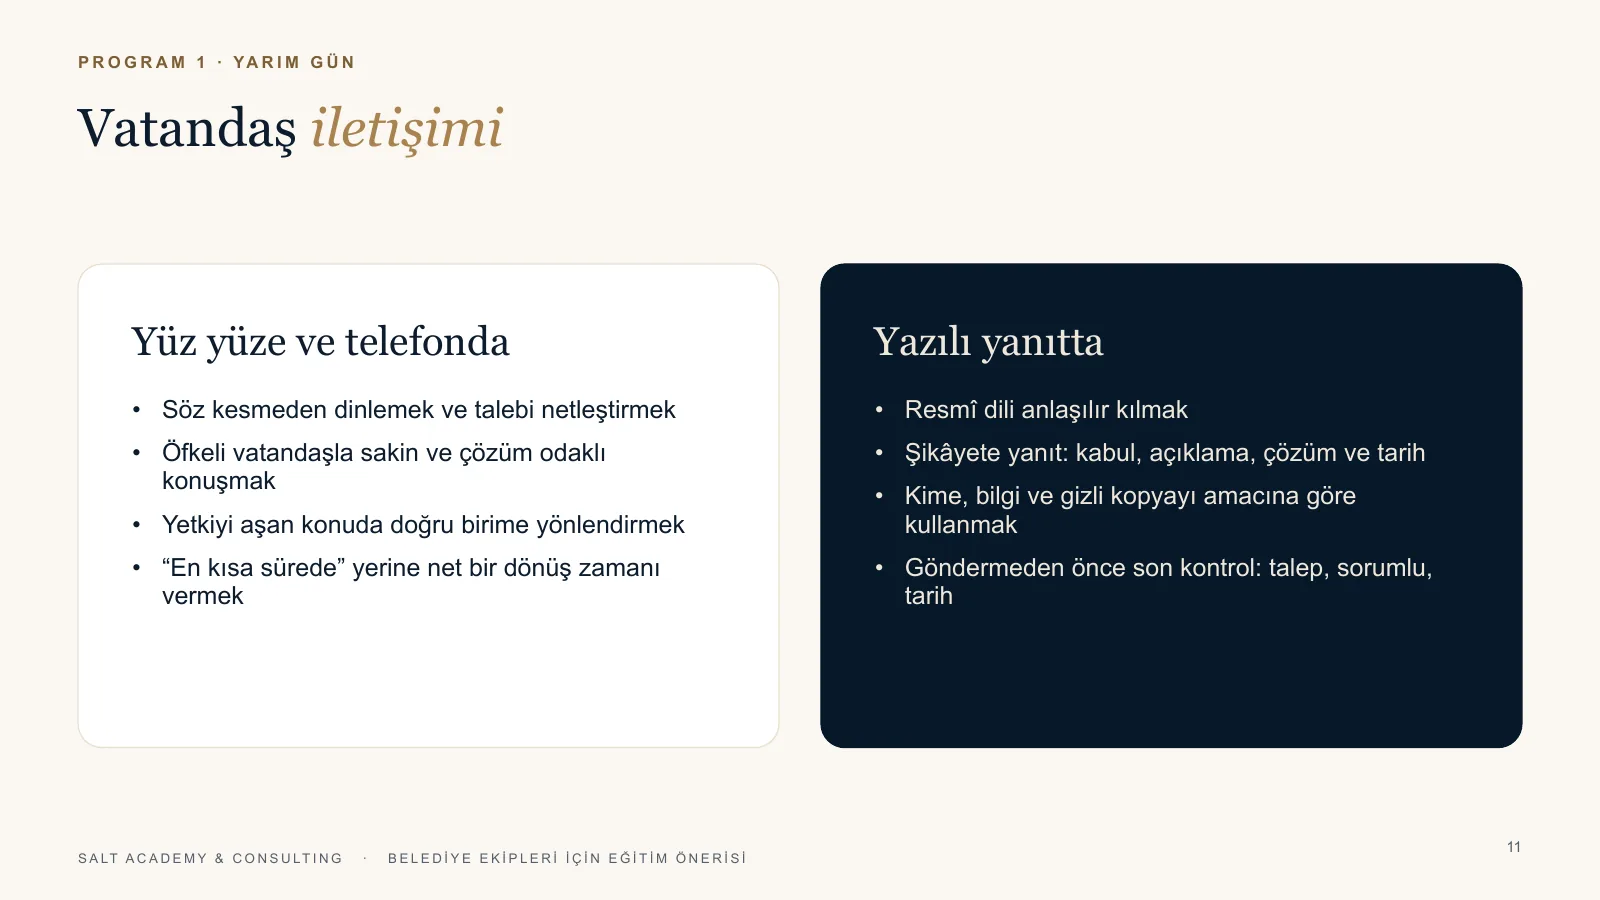 PROGRAM 1 · YARIM GÜN
Vatandaş iletişimi
Yüz yüze ve telefonda
• Söz kesmeden dinlemek ve talebi netleştirmek
• Öfkeli vatandaşla sakin ve çözüm odaklı
konuşmak
• Yetkiyi aşan konuda doğru birime yönlendirmek
• “En kısa sürede” yerine net bir dönüş zamanı
vermek
Yazılı yanıtta
• Resmî dili anlaşılır kılmak
• Şikâyete yanıt: kabul, açıklama, çözüm ve tarih
• Kime, bilgi ve gizli kopyayı amacına göre
kullanmak
• Göndermeden önce son kontrol: talep, sorumlu,
tarih
SALT ACADEMY & CONSULTING · BELEDİYE EKİPLERİ İÇİN EĞİTİM ÖNERİSİ
11